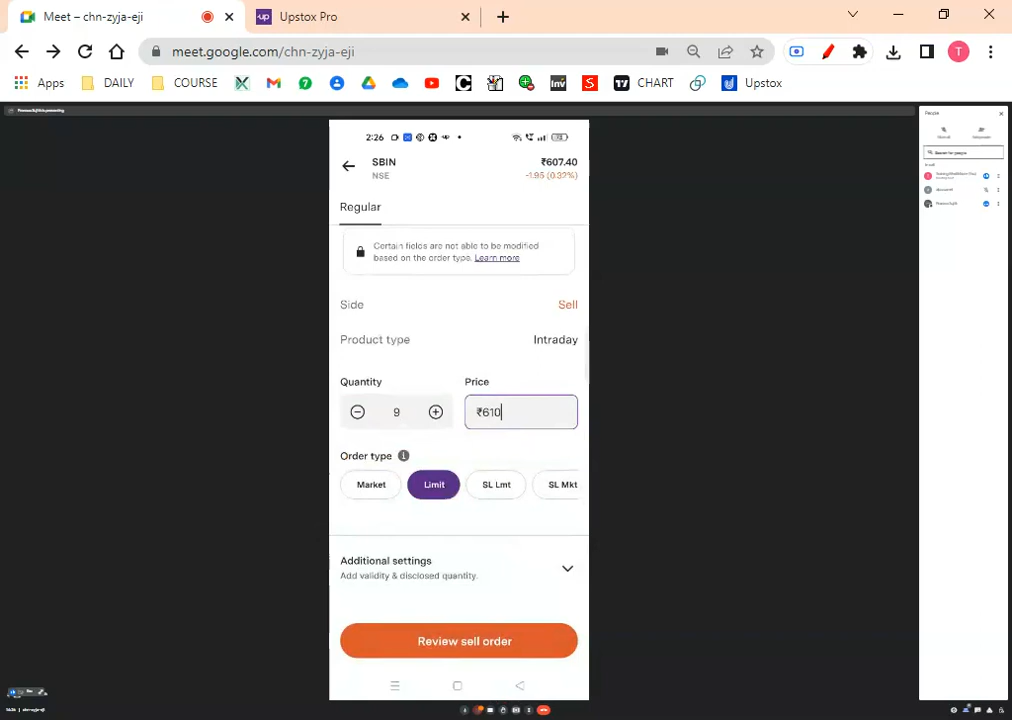 Meet – chn-zyja-eji
up
Upstox Pro
meet.google.com/chn-zyja-eji
T
Apps
DAILY
COURSE
CHART
Upstox
People
2:26
SBIN
₹607.40
NSE
-1.95 (0.32%)
Regular
Certain fields are not able to be modified
based on the order type. Learn more
Side
Sell
Product type
Intraday
Quantity
Price
9
₹610
Order type
Market
Limit
SL Lmt
SL Mkt
Additional settings
Add validity & disclosed quantity.
Review sell order